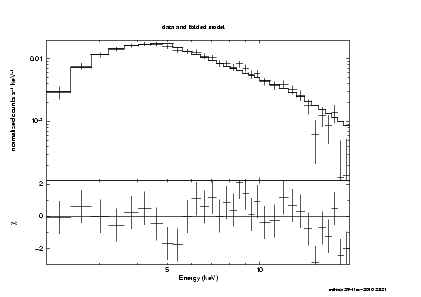 data and folded model
normalized counts s⁻¹ keV⁻¹
0.01
10⁻³
2
0
−2
χ
5
10
Energy (keV)